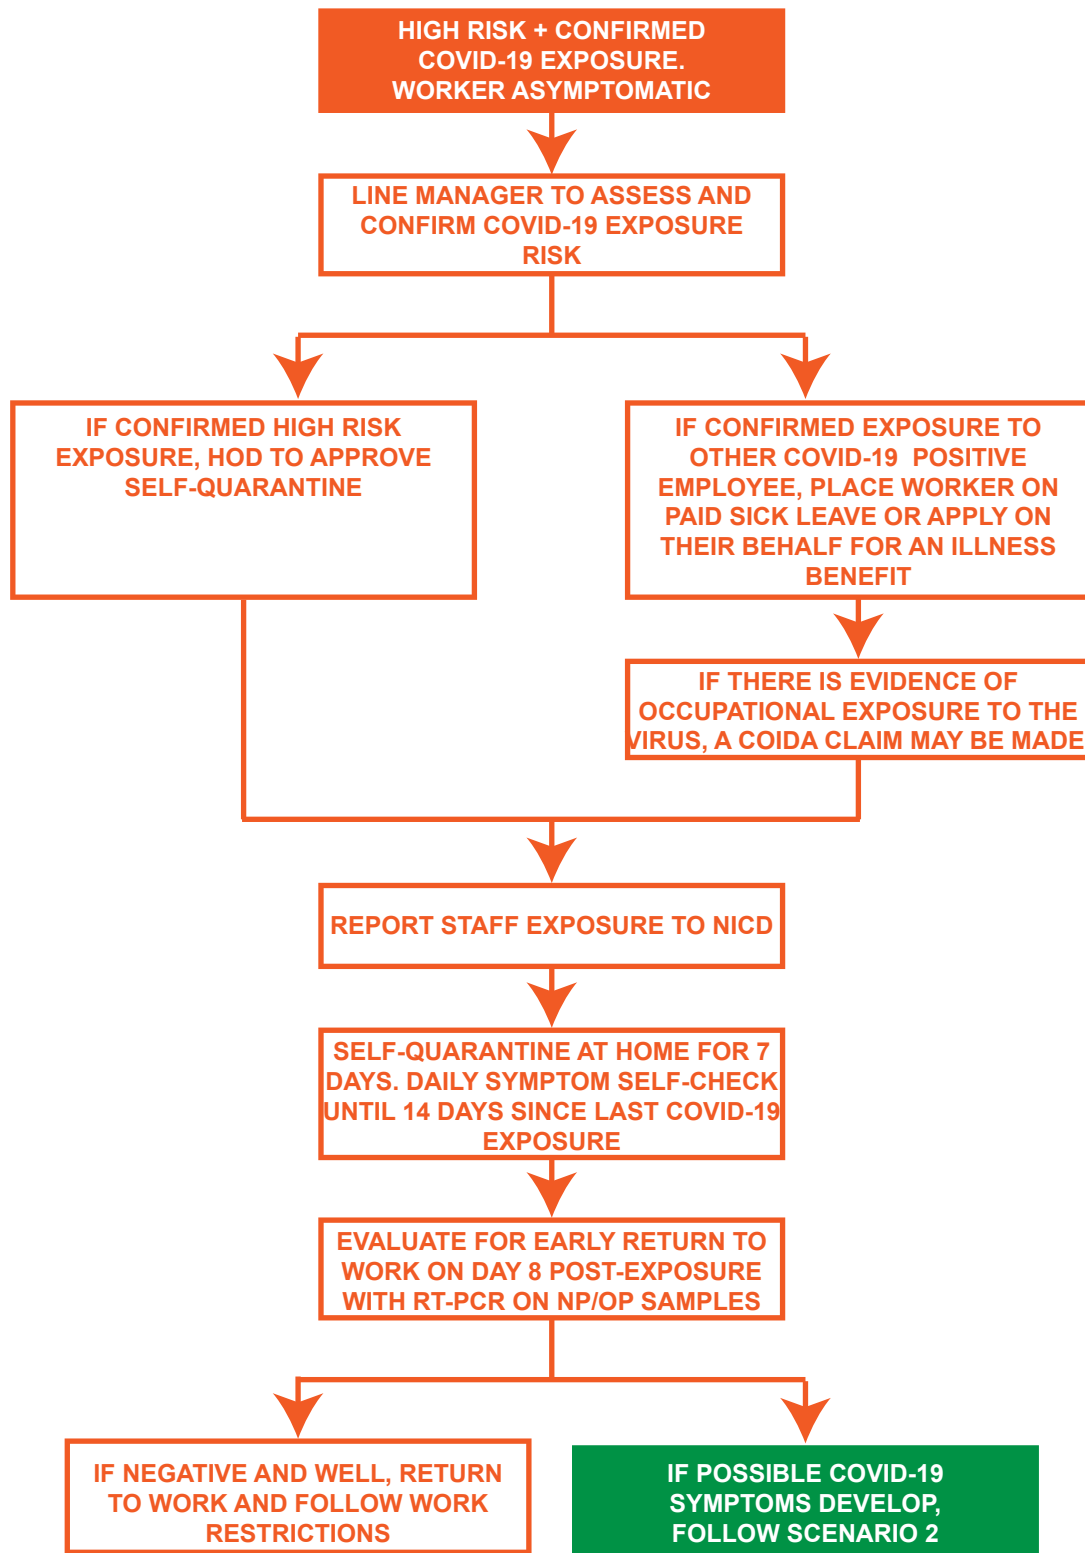 HIGH RISK + CONFIRMED
COVID-19 EXPOSURE.
WORKER ASYMPTOMATIC
LINE MANAGER TO ASSESS AND
CONFIRM COVID-19 EXPOSURE
RISK
IF CONFIRMED HIGH RISK
EXPOSURE, HOD TO APPROVE
SELF-QUARANTINE
IF CONFIRMED EXPOSURE TO
OTHER COVID-19 POSITIVE
EMPLOYEE, PLACE WORKER ON
PAID SICK LEAVE OR APPLY ON
THEIR BEHALF FOR AN ILLNESS
BENEFIT
IF THERE IS EVIDENCE OF
OCCUPATIONAL EXPOSURE TO THE
VIRUS, A COIDA CLAIM MAY BE MADE
REPORT STAFF EXPOSURE TO NICD
SELF-QUARANTINE AT HOME FOR 7
DAYS. DAILY SYMPTOM SELF-CHECK
UNTIL 14 DAYS SINCE LAST COVID-19
EXPOSURE
EVALUATE FOR EARLY RETURN TO
WORK ON DAY 8 POST-EXPOSURE
WITH RT-PCR ON NP/OP SAMPLES
IF NEGATIVE AND WELL, RETURN
TO WORK AND FOLLOW WORK
RESTRICTIONS
IF POSSIBLE COVID-19
SYMPTOMS DEVELOP,
FOLLOW SCENARIO 2